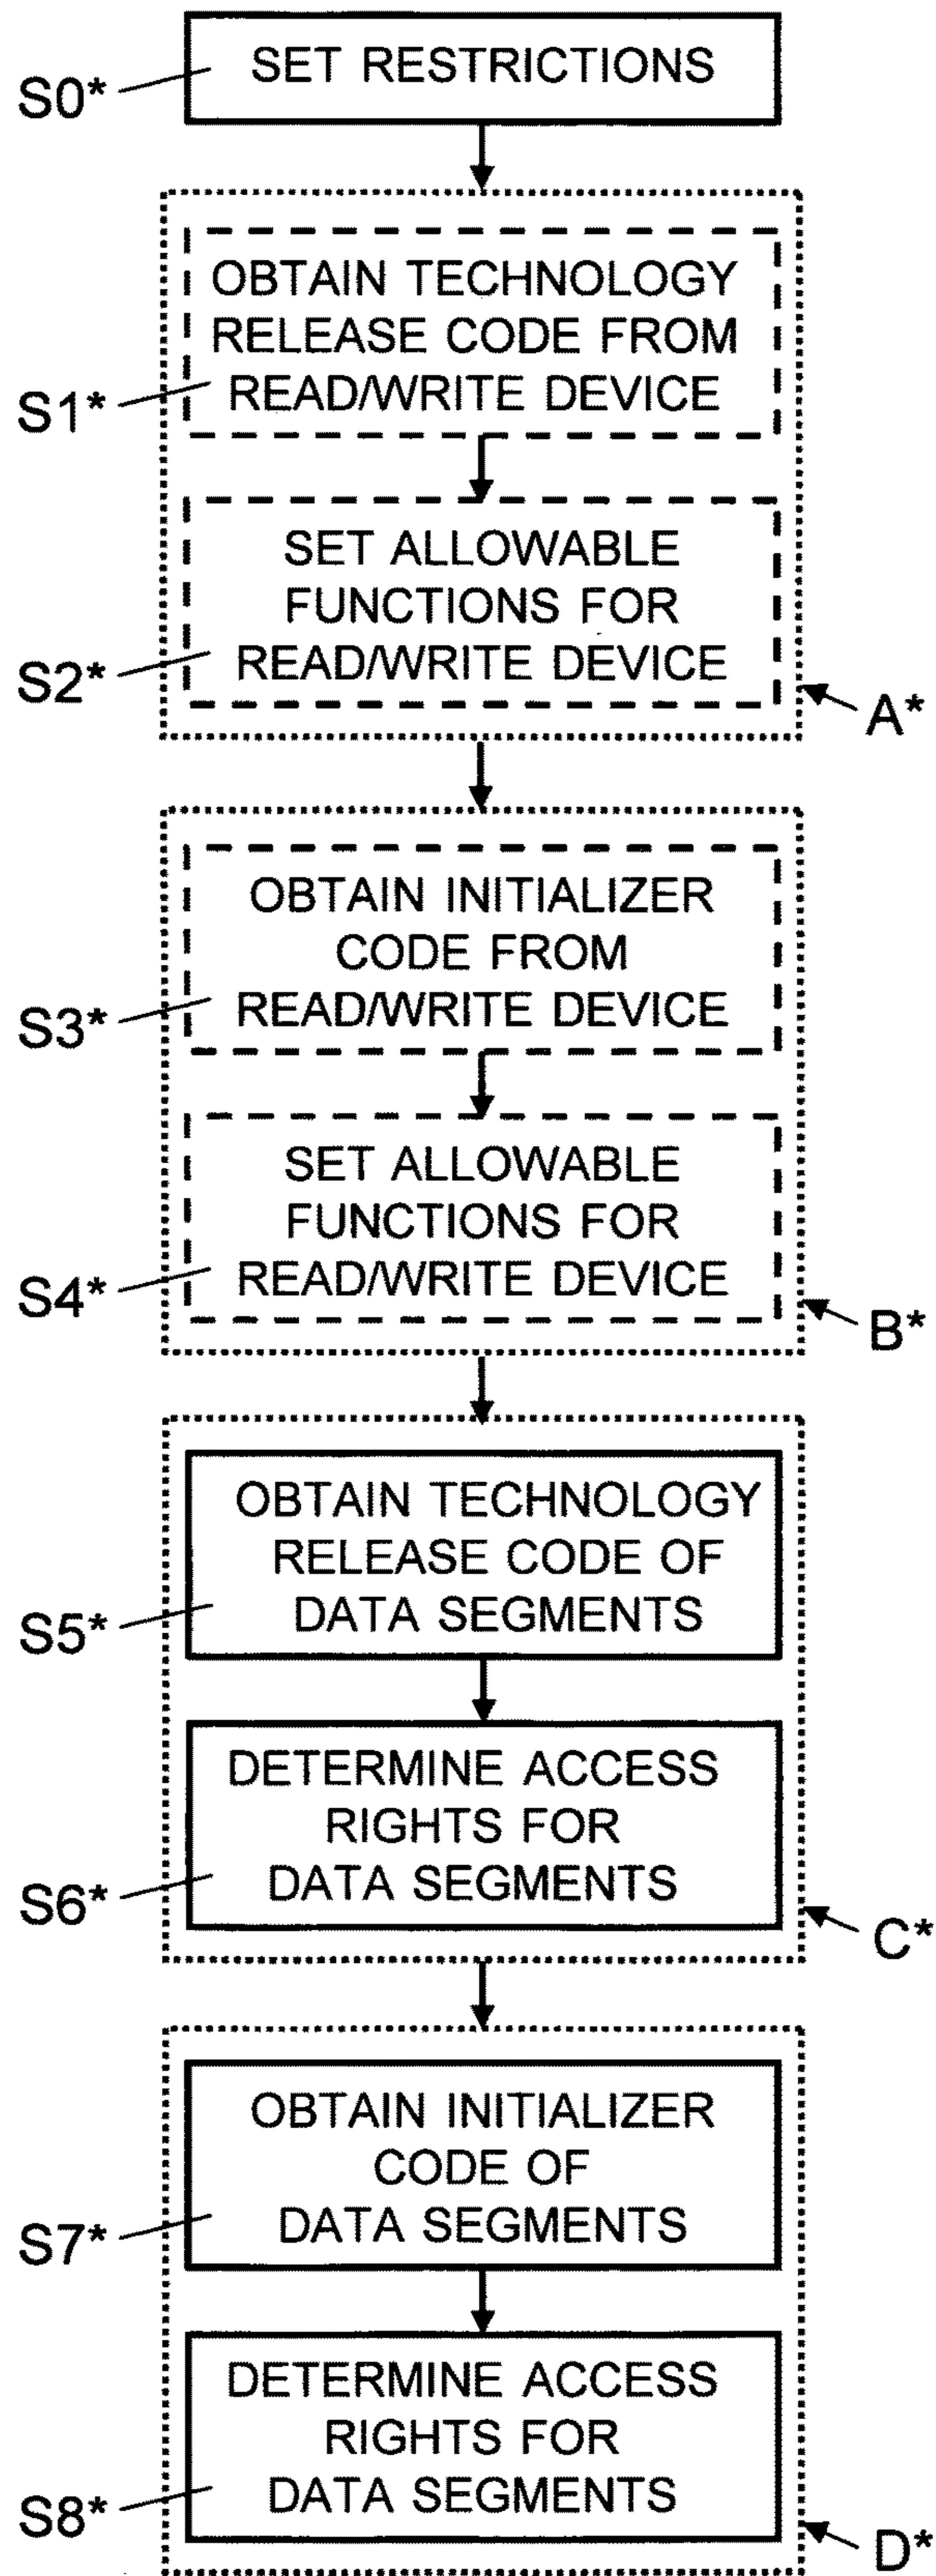 SET RESTRICTIONS
S0*
OBTAIN TECHNOLOGY
RELEASE CODE FROM
READ/WRITE DEVICE
S1*
SET ALLOWABLE
FUNCTIONS FOR
READ/WRITE DEVICE
S2*
A*
OBTAIN INITIALIZER
CODE FROM
READ/WRITE DEVICE
S3*
SET ALLOWABLE
FUNCTIONS FOR
READ/WRITE DEVICE
S4*
B*
OBTAIN TECHNOLOGY
RELEASE CODE OF
DATA SEGMENTS
S5*
DETERMINE ACCESS
RIGHTS FOR
DATA SEGMENTS
S6*
C*
OBTAIN INITIALIZER
CODE OF
DATA SEGMENTS
S7*
DETERMINE ACCESS
RIGHTS FOR
DATA SEGMENTS
S8*
D*